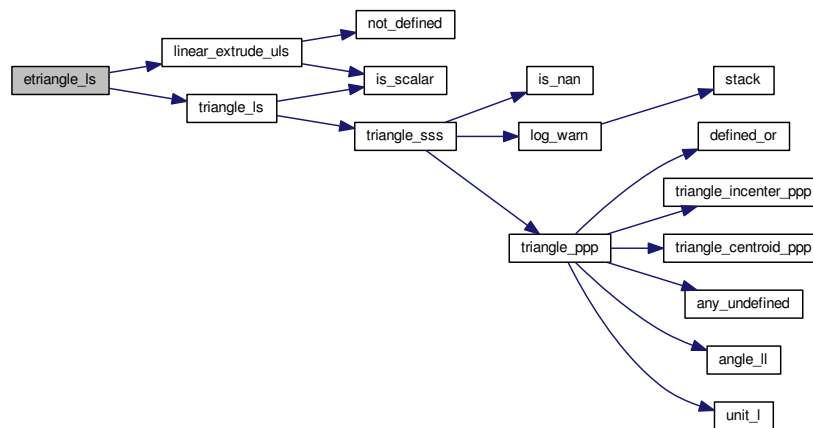 etriangle_ls
linear_extrude_uls
not_defined
is_scalar
triangle_ls
triangle_sss
is_nan
log_warn
stack
triangle_ppp
defined_or
triangle_incenter_ppp
triangle_centroid_ppp
any_undefined
angle_ll
unit_l